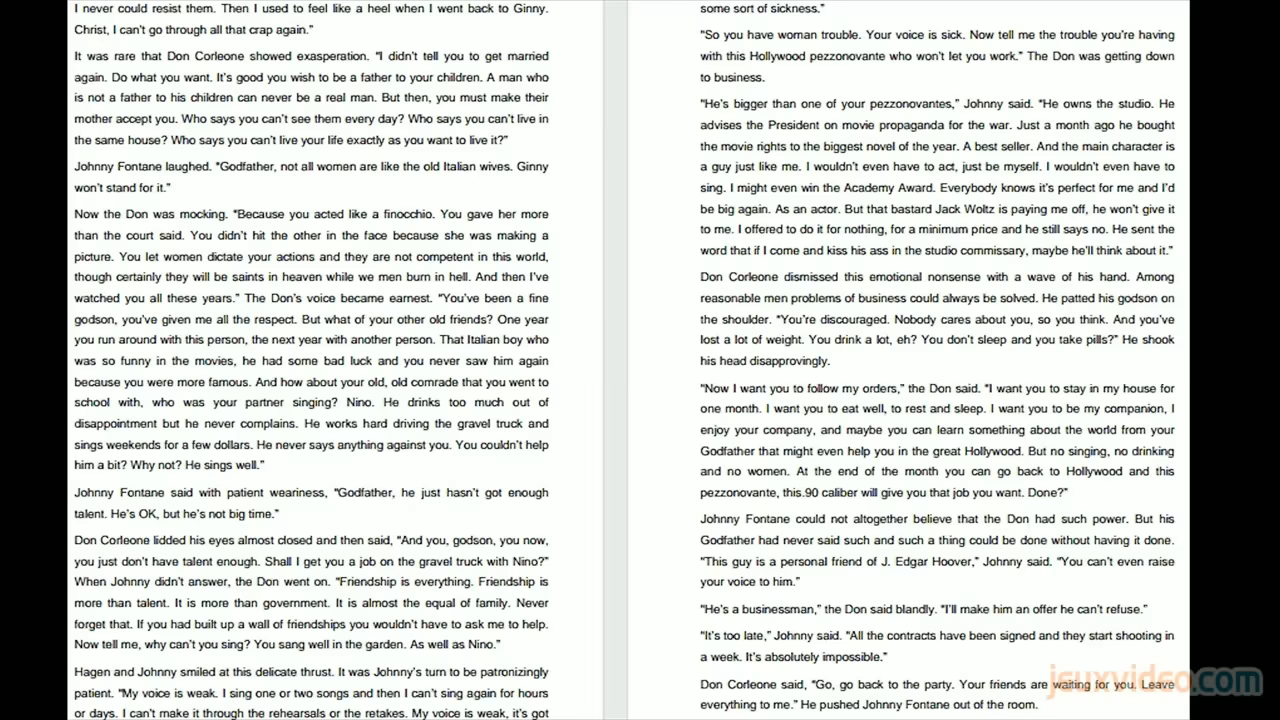 I never could resist them. Then I used to feel like a heel when I went back to Ginny.
Christ, I can't go through all that crap again.”
It was rare that Don Corleone showed exasperation. “I didn't tell you to get married
again. Do what you want. It's good you wish to be a father to your children. A man who
is not a father to his children can never be a real man. But then, you must make their
mother accept you. Who says you can't see them every day? Who says you can't live in
the same house? Who says you can't live your life exactly as you want to live it?”
Johnny Fontane laughed. “Godfather, not all women are like the old Italian wives. Ginny
won't stand for it.”
Now the Don was mocking. “Because you acted like a finocchio. You gave her more
than the court said. You didn't hit the other in the face because she was making a
picture. You let women dictate your actions and they are not competent in this world,
though certainly they will be saints in heaven while we men burn in hell. And then I've
watched you all these years.” The Don's voice became earnest. “You've been a fine
godson, you've given me all the respect. But what of your other old friends? One year
you run around with this person, the next year with another person. That Italian boy who
was so funny in the movies, he had some bad luck and you never saw him again
because you were more famous. And how about your old, old comrade that you went to
school with, who was your partner singing? Nino. He drinks too much out of
disappointment but he never complains. He works hard driving the gravel truck and
sings weekends for a few dollars. He never says anything against you. You couldn't help
him a bit? Why not? He sings well.”
Johnny Fontane said with patient weariness, “Godfather, he just hasn't got enough
talent. He's OK, but he's not big time.”
Don Corleone lidded his eyes almost closed and then said, “And you, godson, you now,
you just don't have talent enough. Shall I get you a job on the gravel truck with Nino?”
When Johnny didn't answer, the Don went on. “Friendship is everything. Friendship is
more than talent. It is more than government. It is almost the equal of family. Never
forget that. If you had built up a wall of friendships you wouldn't have to ask me to help.
Now tell me, why can't you sing? You sang well in the garden. As well as Nino.”
Hagen and Johnny smiled at this delicate thrust. It was Johnny's turn to be patronizingly
patient. “My voice is weak. I sing one or two songs and then I can't sing again for hours
or days. I can't make it through the rehearsals or the retakes. My voice is weak, it's got
some sort of sickness.”
“So you have woman trouble. Your voice is sick. Now tell me the trouble you're having
with this Hollywood pezzonovante who won't let you work.” The Don was getting down
to business.
“He's bigger than one of your pezzonovantes,” Johnny said. “He owns the studio. He
advises the President on movie propaganda for the war. Just a month ago he bought
the movie rights to the biggest novel of the year. A best seller. And the main character is
a guy just like me. I wouldn't even have to act, just be myself. I wouldn't even have to
sing. I might even win the Academy Award. Everybody knows it's perfect for me and I'd
be big again. As an actor. But that bastard Jack Woltz is paying me off, he won't give it
to me. I offered to do it for nothing, for a minimum price and he still says no. He sent the
word that if I come and kiss his ass in the studio commissary, maybe he'll think about it.”
Don Corleone dismissed this emotional nonsense with a wave of his hand. Among
reasonable men problems of business could always be solved. He patted his godson on
the shoulder. “You're discouraged. Nobody cares about you, so you think. And you've
lost a lot of weight. You drink a lot, eh? You don't sleep and you take pills?” He shook
his head disapprovingly.
“Now I want you to follow my orders,” the Don said. “I want you to stay in my house for
one month. I want you to eat well, to rest and sleep. I want you to be my companion, I
enjoy your company, and maybe you can learn something about the world from your
Godfather that might even help you in the great Hollywood. But no singing, no drinking
and no women. At the end of the month you can go back to Hollywood and this
pezzonovante, this.90 caliber will give you that job you want. Done?”
Johnny Fontane could not altogether believe that the Don had such power. But his
Godfather had never said such and such a thing could be done without having it done.
“This guy is a personal friend of J. Edgar Hoover,” Johnny said. “You can't even raise
your voice to him.”
“He's a businessman,” the Don said blandly. “I'll make him an offer he can't refuse.”
“It's too late,” Johnny said. “All the contracts have been signed and they start shooting in
a week. It's absolutely impossible.”
Don Corleone said, “Go, go back to the party. Your friends are waiting for you. Leave
everything to me.” He pushed Johnny Fontane out of the room.
jeuxvideo.com